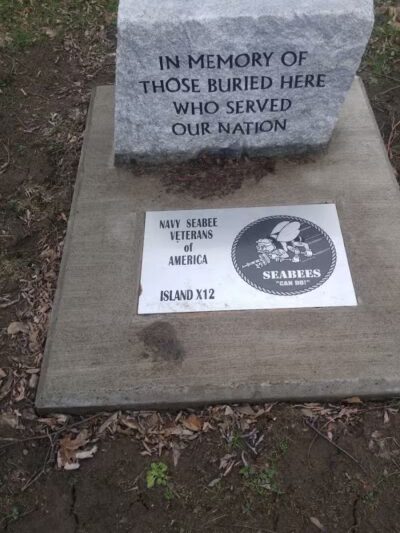 IN MEMORY OF
THOSE BURIED HERE
WHO SERVED
OUR NATION
NAVY SEABEE
VETERANS
of
AMERICA
ISLAND X12
SEABEES
"CAN DO!"